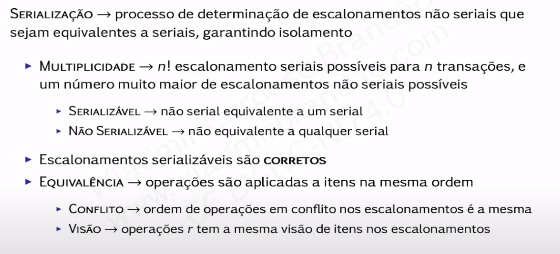 SERIALIZAÇÃO → processo de determinação de escalonamentos não seriais que
sejam equivalentes a seriais, garantindo isolamento
▸ MULTIPLICIDADE → n! escalonamento seriais possíveis para n transações, e
um número muito maior de escalonamentos não seriais possíveis
▸ SERIALIZÁVEL → não serial equivalente a um serial
▸ NÃO SERIALIZÁVEL → não equivalente a qualquer serial
▸ Escalonamentos serializáveis são CORRETOS
▸ EQUIVALÊNCIA → operações são aplicadas a itens na mesma ordem
▸ CONFLITO → ordem de operações em conflito nos escalonamentos é a mesma
▸ VISÃO → operações r tem a mesma visão de itens nos escalonamentos